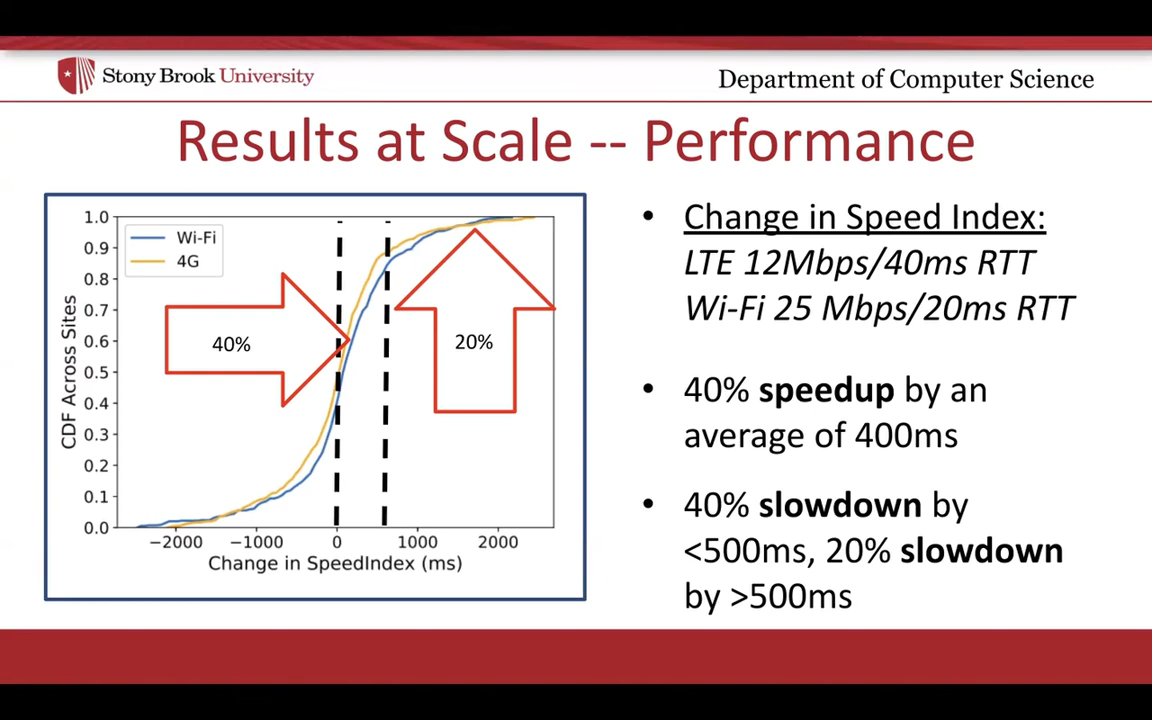 Stony Brook University
Department of Computer Science
Results at Scale -- Performance
CDF Across Sites
1.0
0.9
0.8
0.7
0.6
0.5
0.4
0.3
0.2
0.1
0.0
Wi-Fi
4G
40%
20%
−2000 −1000 0 1000 2000
Change in SpeedIndex (ms)
• Change in Speed Index:
LTE 12Mbps/40ms RTT
Wi-Fi 25 Mbps/20ms RTT
• 40% speedup by an
average of 400ms
• 40% slowdown by
<500ms, 20% slowdown
by >500ms